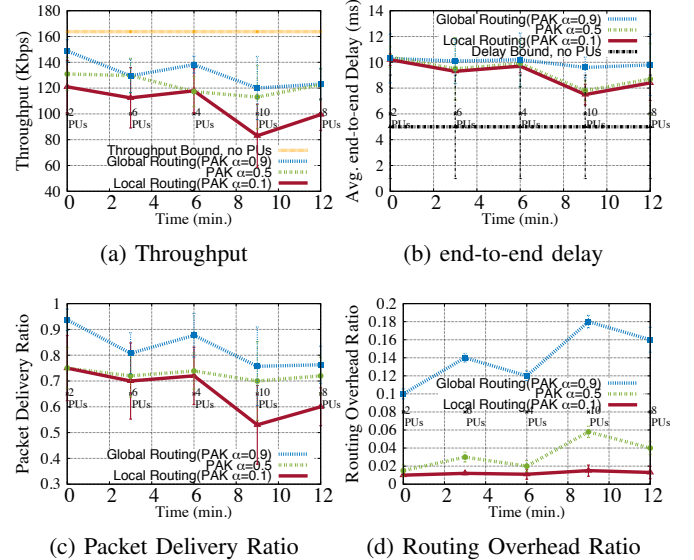 180
160
140
120
100
80
60
40
Throughput (Kbps)
2 PUs
6 PUs
4 PUs
10 PUs
8 PUs
Throughput Bound, no PUs
Global Routing(PAK α=0.9)
PAK α=0.5
Local Routing(PAK α=0.1)
0 2 4 6 8 10 12
Time (min.)
(a) Throughput
14
12
10
8
6
4
2
0
Avg. end-to-end Delay (ms)
Global Routing(PAK α=0.9)
PAK α=0.5
Local Routing(PAK α=0.1)
Delay Bound, no PUs
2 PUs
6 PUs
4 PUs
10 PUs
8 PUs
0 2 4 6 8 10 12
Time (min.)
(b) end-to-end delay
1
0.9
0.8
0.7
0.6
0.5
0.4
0.3
Packet Delivery Ratio
2 PUs
6 PUs
4 PUs
10 PUs
8 PUs
Global Routing(PAK α=0.9)
PAK α=0.5
Local Routing(PAK α=0.1)
0 2 4 6 8 10 12
Time (min.)
(c) Packet Delivery Ratio
0.2
0.18
0.16
0.14
0.12
0.1
0.08
0.06
0.04
0.02
0
Routing Overhead Ratio
Global Routing(PAK α=0.9)
PAK α=0.5
Local Routing(PAK α=0.1)
2 PUs
6 PUs
4 PUs
10 PUs
8 PUs
0 2 4 6 8 10 12
Time (min.)
(d) Routing Overhead Ratio